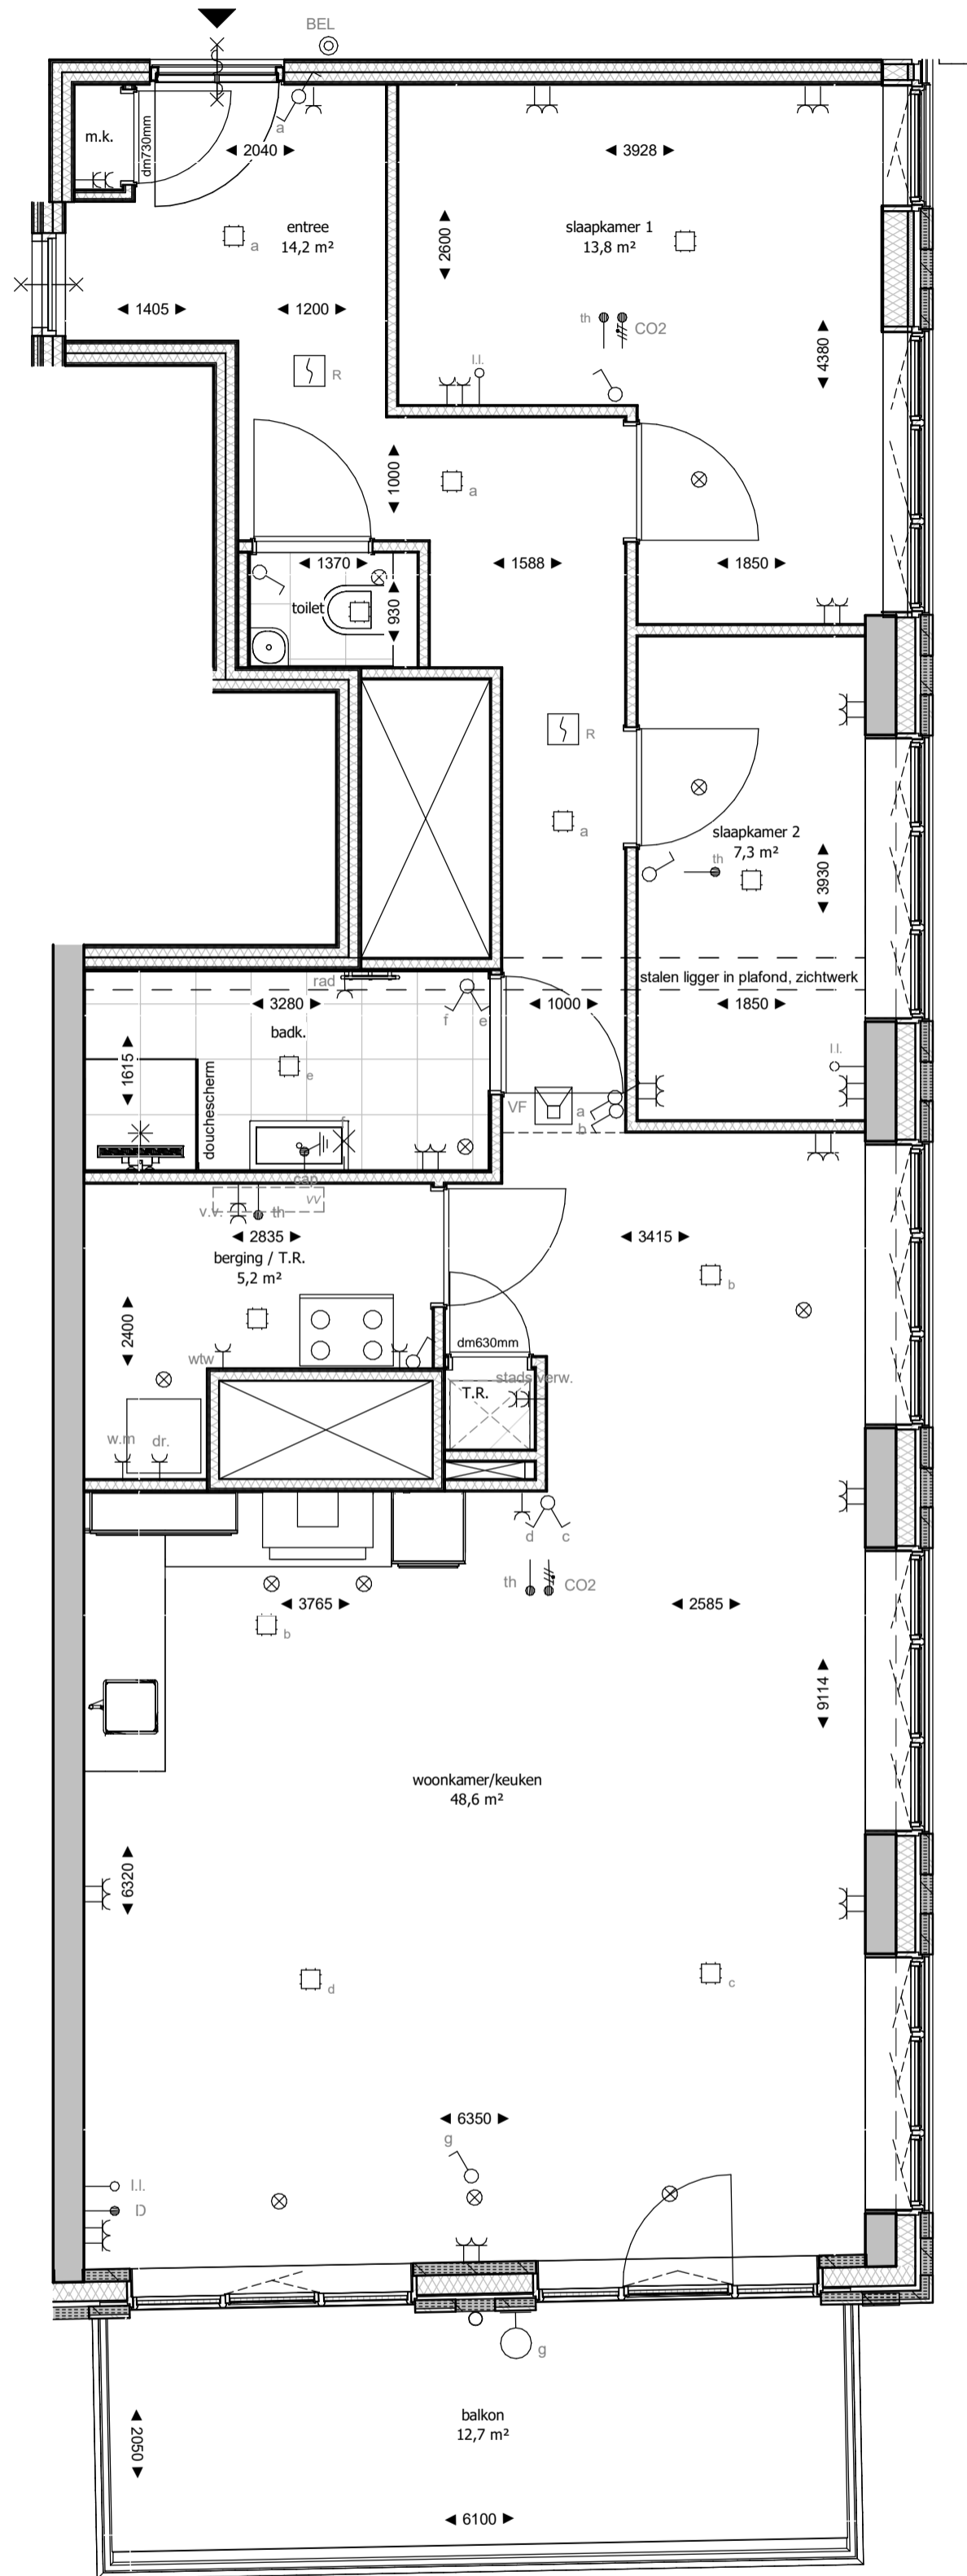 BEL
a
m.k.
dm730mm
2040
3928
entree
14,2 m²
a
2600
slaapkamer 1
13,8 m²
1405
1200
th
CO2
4380
R
l.l.
1000
a
1370
1588
1850
toilet
930
R
a
slaapkamer 2
7,3 m²
th
3930
stalen ligger in plafond, zichtwerk
rad
3280
f
e
1000
1850
badk.
1615
e
douchescherm
l.l.
VF
a
b
f
cap.
vv
v.v.
th
2835
3415
berging / T.R.
5,2 m²
b
2400
wtw
dm630mm
stads verw.
T.R.
w.m
dr.
d
c
th
CO2
3765
2585
b
9114
woonkamer/keuken
48,6 m²
6320
d
c
6350
g
l.l.
D
g
balkon
12,7 m²
2050
6100